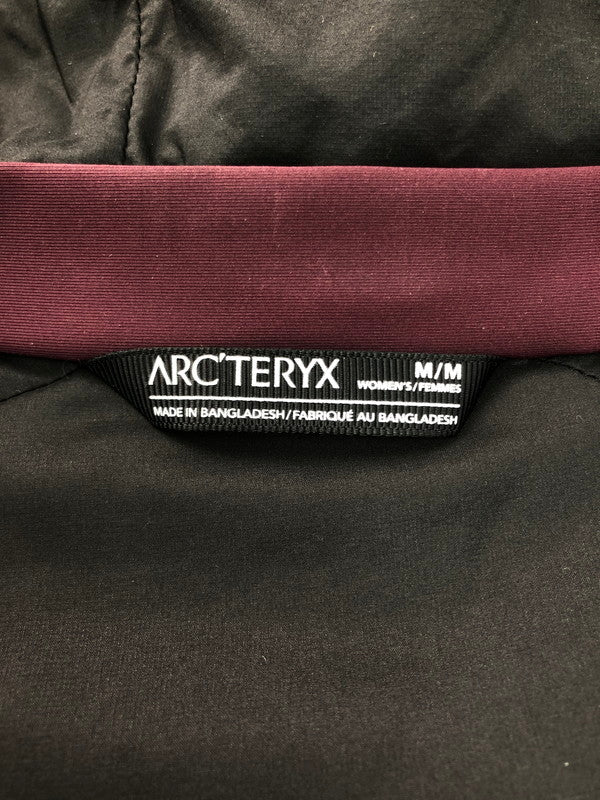 ARC'TERYX
M/M
WOMEN'S/FEMMES
MADE IN BANGLADESH/FABRIQUÉ AU BANGLADESH